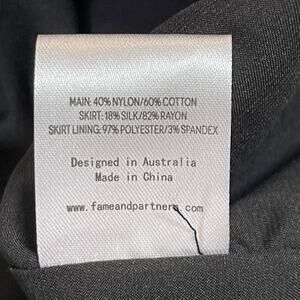 MAIN: 40% NYLON/60% COTTON
SKIRT: 18% SILK/82% RAYON
SKIRT LINING: 97% POLYESTER/3% SPANDEX
Designed in Australia
Made in China
www.fameandpartners.com